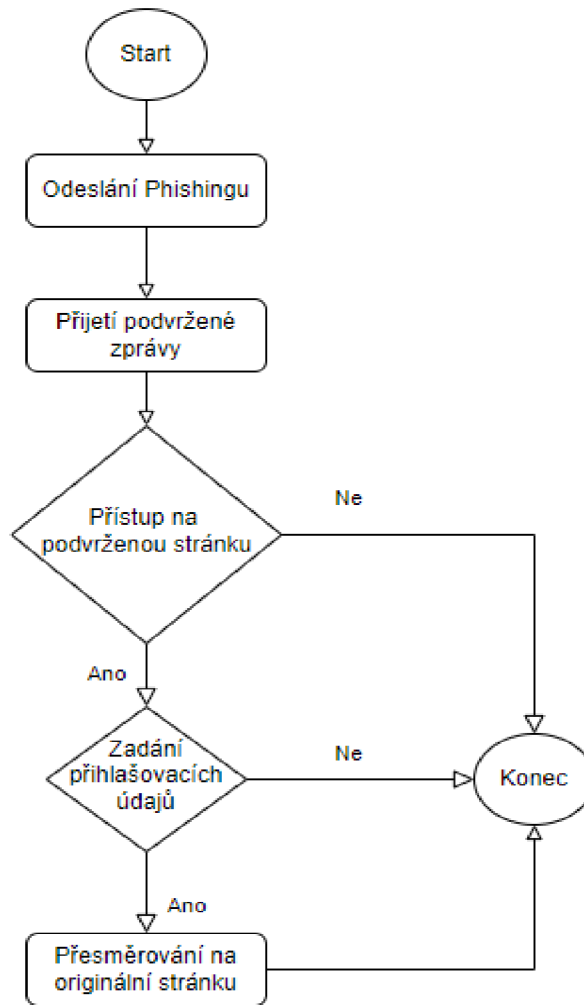 Start
Odeslání Phishingu
Přijetí podvržené
zprávy
Přístup na
podvrženou stránku
Ne
Ano
Zadání
přihlašovacích
údajů
Ne
Konec
Ano
Přesměrování na
originální stránku